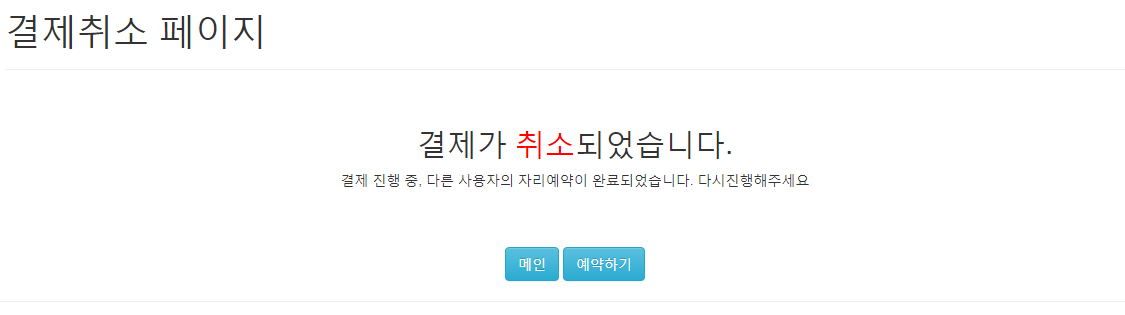 결제취소 페이지
결제가 취소되었습니다.
결제 진행 중, 다른 사용자의 자리예약이 완료되었습니다. 다시진행해주세요
메인 예약하기